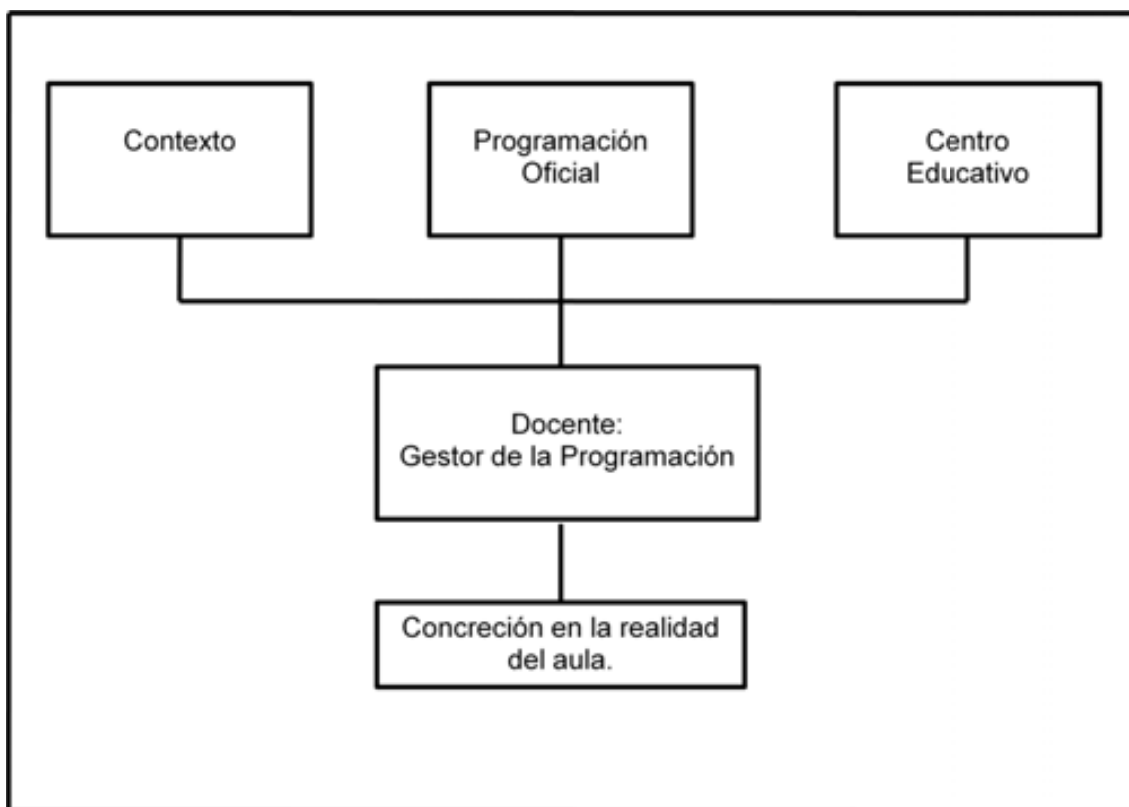 Contexto
Programación
Oficial
Centro
Educativo
Docente:
Gestor de la Programación
Concreción en la realidad
del aula.